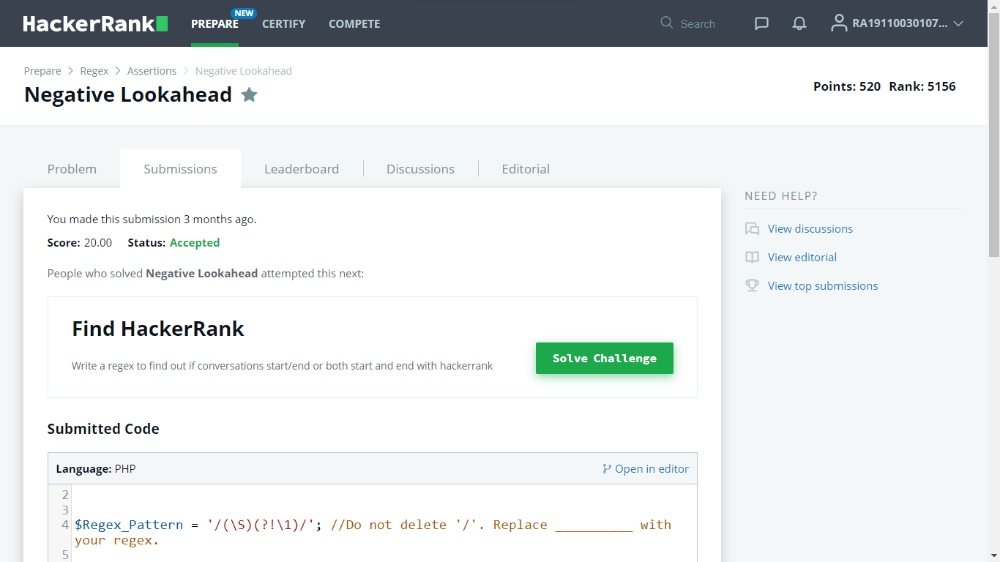 HackerRank PREPARE NEW CERTIFY COMPETE Search RA19110030107...
Prepare Regex Assertions Negative Lookahead
Negative Lookahead
Points: 520 Rank: 5156
Problem Submissions Leaderboard Discussions Editorial
You made this submission 3 months ago.
Score: 20.00 Status: Accepted
People who solved Negative Lookahead attempted this next:
Find HackerRank
Write a regex to find out if conversations start/end or both start and end with hackerrank
Solve Challenge
Submitted Code
Language: PHP
Open in editor
2
3
4 $Regex_Pattern = '/(\S)(?!\1)/'; //Do not delete '/'. Replace __________ with
your regex.
5
NEED HELP?
View discussions
View editorial
View top submissions